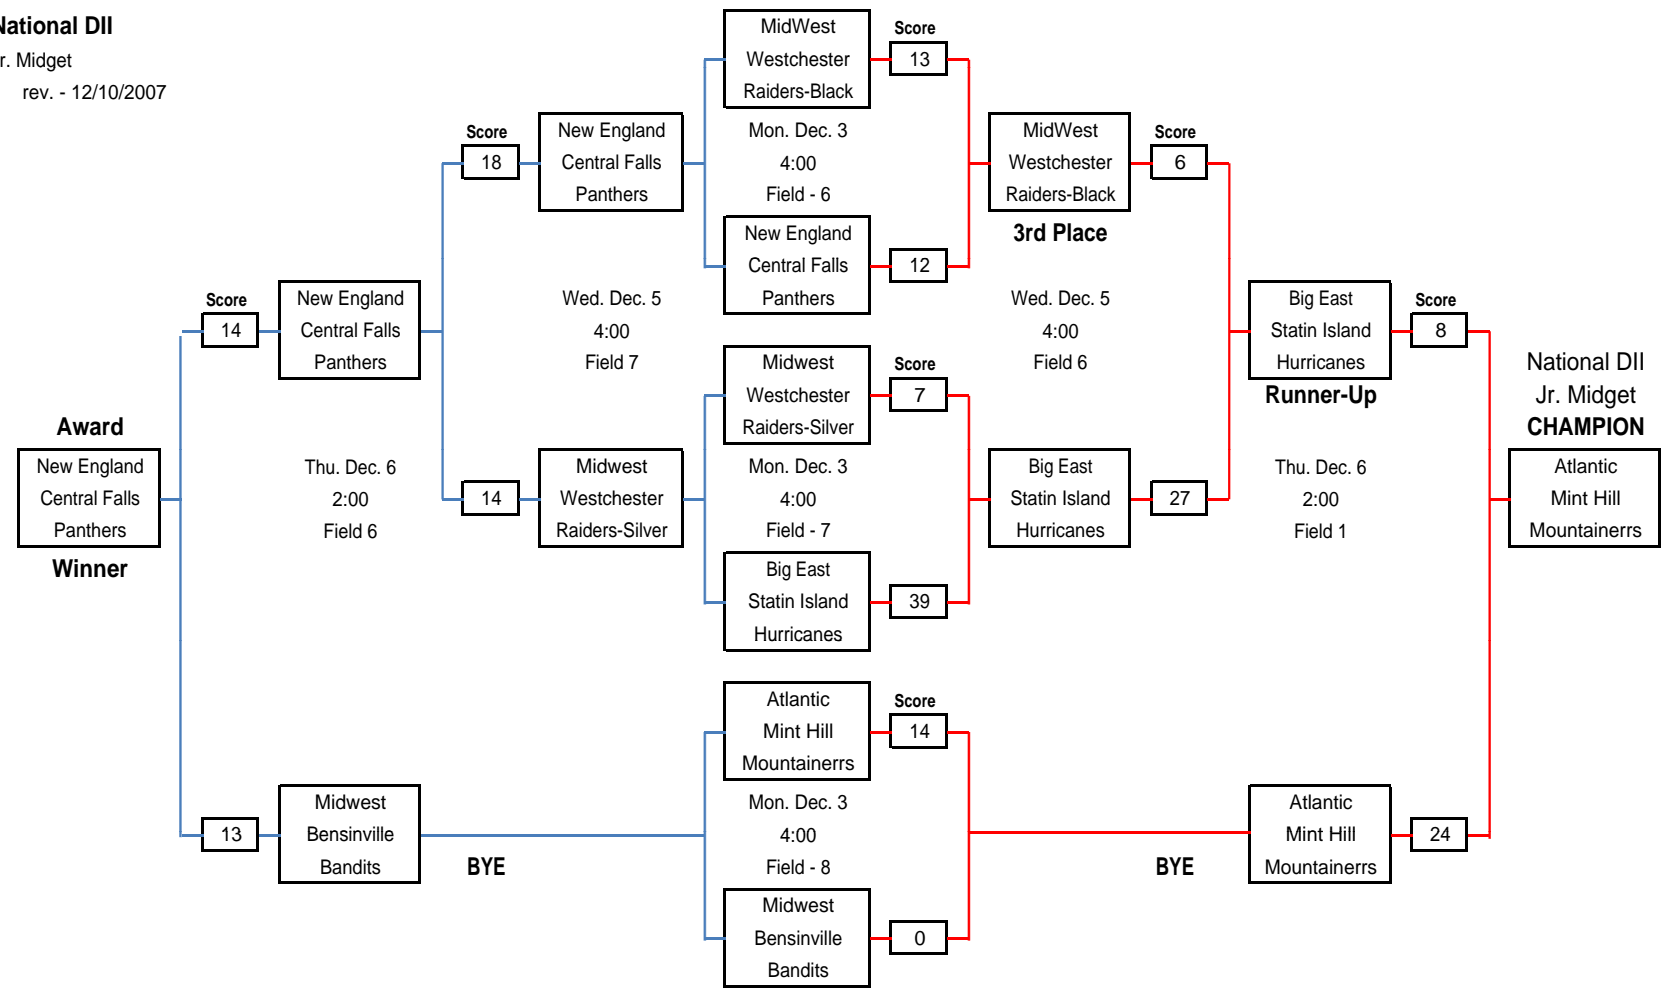 National DII
r. Midget
rev. - 12/10/2007
Award
New England
Central Falls
Panthers
Winner
Score
14
13
New England
Central Falls
Panthers
Thu. Dec. 6
2:00
Field 6
Midwest
Bensinville
Bandits
Score
18
14
BYE
New England
Central Falls
Panthers
Wed. Dec. 5
4:00
Field 7
Midwest
Westchester
Raiders-Silver
MidWest
Westchester
Raiders-Black
Mon. Dec. 3
4:00
Field - 6
New England
Central Falls
Panthers
Midwest
Westchester
Raiders-Silver
Mon. Dec. 3
4:00
Field - 7
Big East
Statin Island
Hurricanes
Atlantic
Mint Hill
Mountainerrs
Mon. Dec. 3
4:00
Field - 8
Midwest
Bensinville
Bandits
Score
13
12
Score
7
39
Score
14
0
MidWest
Westchester
Raiders-Black
3rd Place
Wed. Dec. 5
4:00
Field 6
Big East
Statin Island
Hurricanes
Score
6
27
BYE
Big East
Statin Island
Hurricanes
Runner-Up
Thu. Dec. 6
2:00
Field 1
Atlantic
Mint Hill
Mountainerrs
Score
8
24
National DII
Jr. Midget
CHAMPION
Atlantic
Mint Hill
Mountainerrs